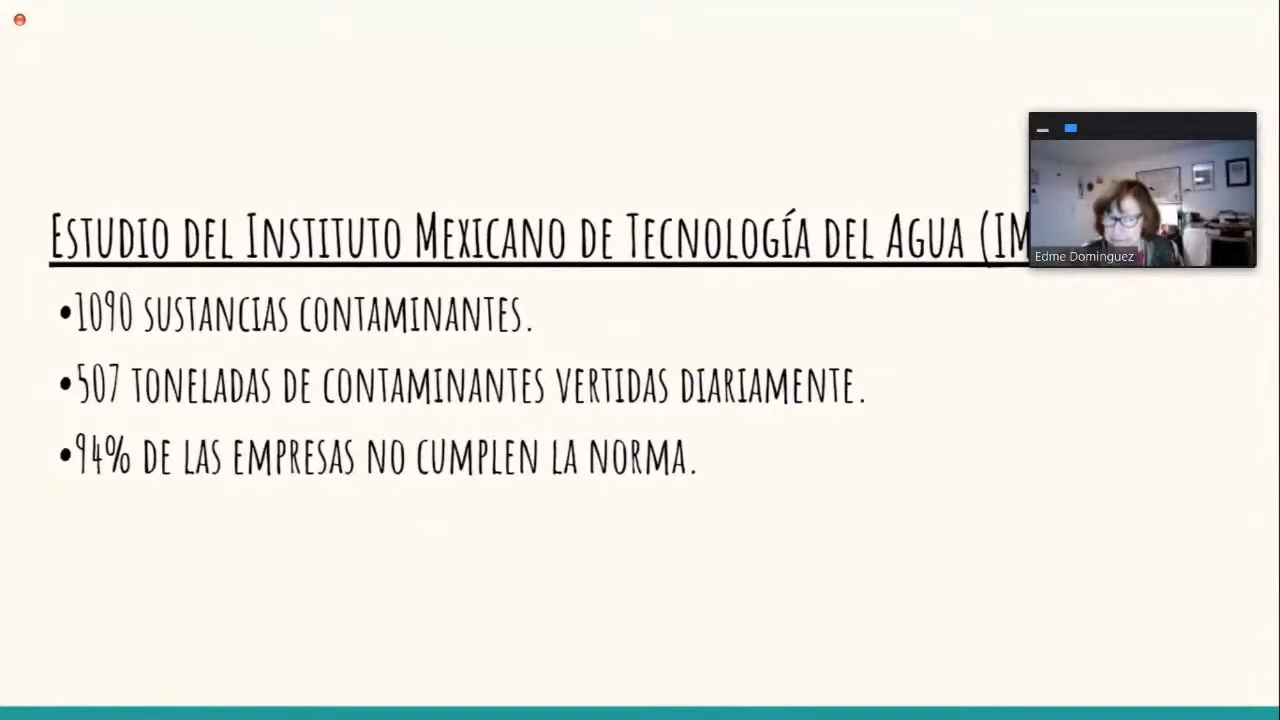 Estudio del Instituto Mexicano de Tecnología del Agua (IM
•1090 sustancias contaminantes.
•507 toneladas de contaminantes vertidas diariamente.
•94% de las empresas no cumplen la norma.
Edme Dominguez